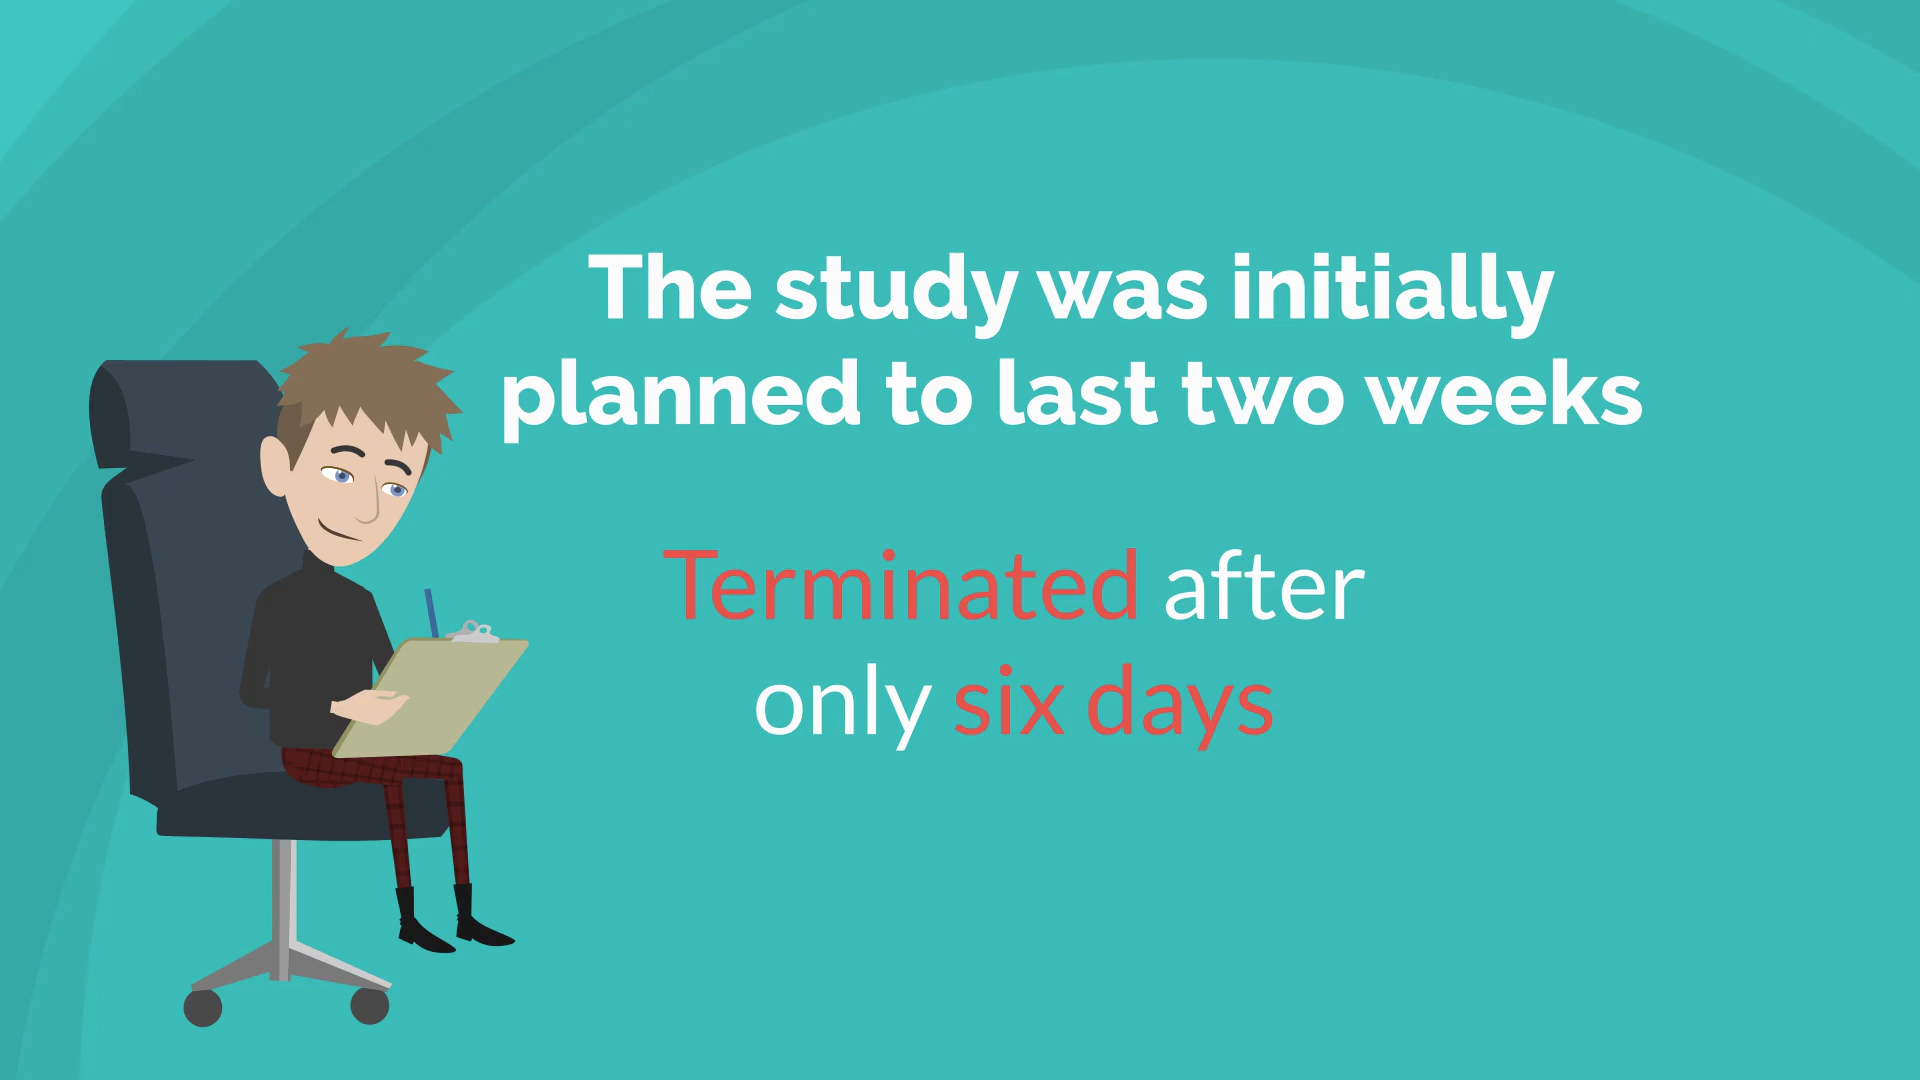 The study was initially
planned to last two weeks
Terminated after
only six days